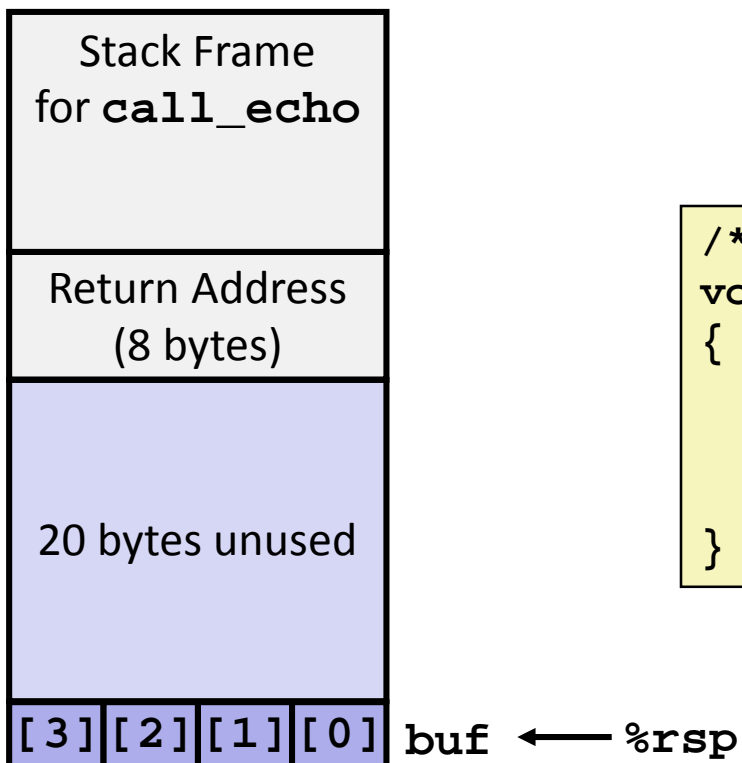 Stack Frame
for call_echo
Return Address
(8 bytes)
20 bytes unused
[3] [2] [1] [0] buf ← %rsp
/*
{
}